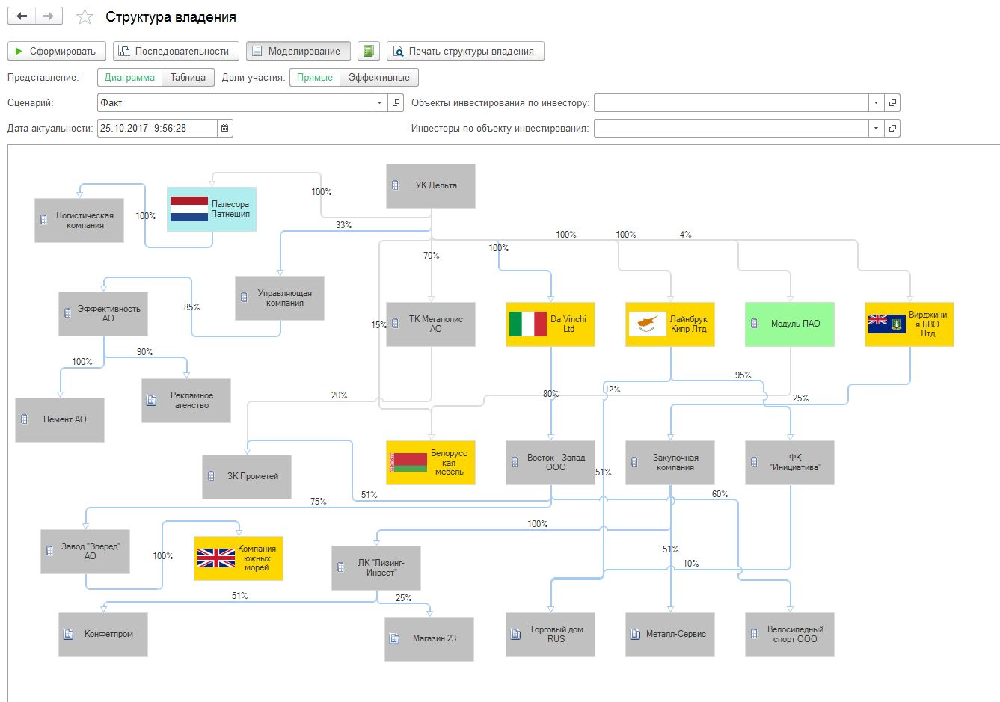 Структура владения
Сформировать
Последовательности
Моделирование
Печать структуры владения
Представление:
Диаграмма
Таблица
Доли участия:
Прямые
Эффективные
Сценарий:
Факт
Объекты инвестирования по инвестору:
Дата актуальности:
25.10.2017 9:56:28
Инвесторы по объекту инвестирования:
УК Дельта
100%
Палесора
Патнешип
100%
Логистическая
компания
33%
100%
100%
4%
100%
70%
Управляющая
компания
85%
Эффективность
АО
15%
ТК Мегаполис
АО
Da Vinchi
Ltd
Лайнбрук
Кипр Лтд
Модуль ПАО
Вирджини
я БВО
Лтд
90%
100%
95%
Рекламное
агенство
20%
80%
12%
25%
Цемент АО
Белорусс
кая
мебель
Восток - Запад
ООО
Закупочная
компания
ФК
"Инициатива"
ЗК Прометей
51%
51%
60%
75%
100%
Завод "Вперед"
АО
100%
Компания
южных
морей
51%
ЛК "Лизинг-
Инвест"
10%
51%
25%
Конфетпром
Магазин 23
Торговый дом
RUS
Металл-Сервис
Велосипедный
спорт ООО